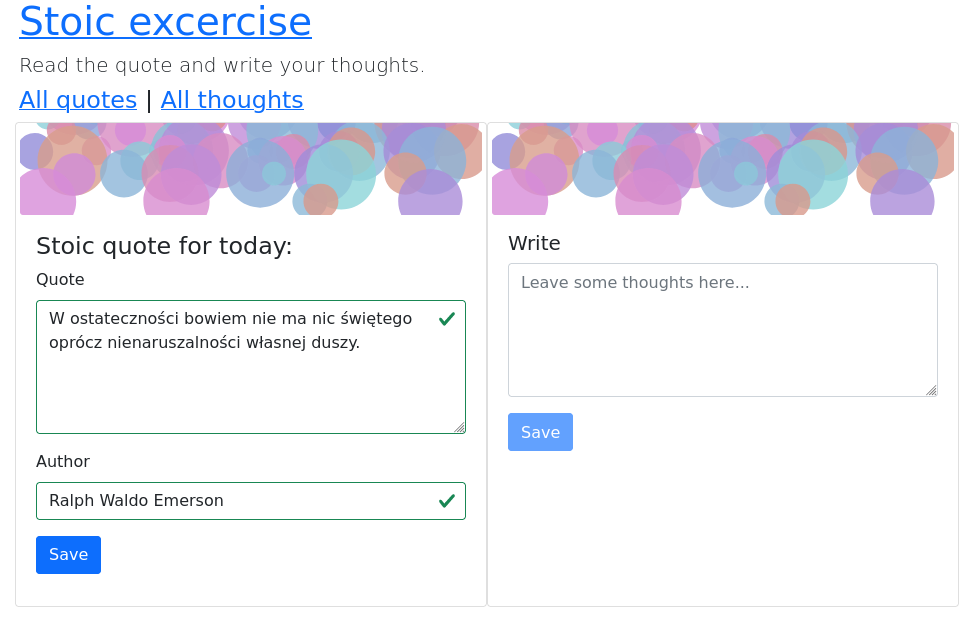 Stoic excercise
Read the quote and write your thoughts.
All quotes | All thoughts
Stoic quote for today:
Quote
W ostateczności bowiem nie ma nic świętego
oprócz nienaruszalności własnej duszy.
Author
Ralph Waldo Emerson
Save
Write
Leave some thoughts here...
Save